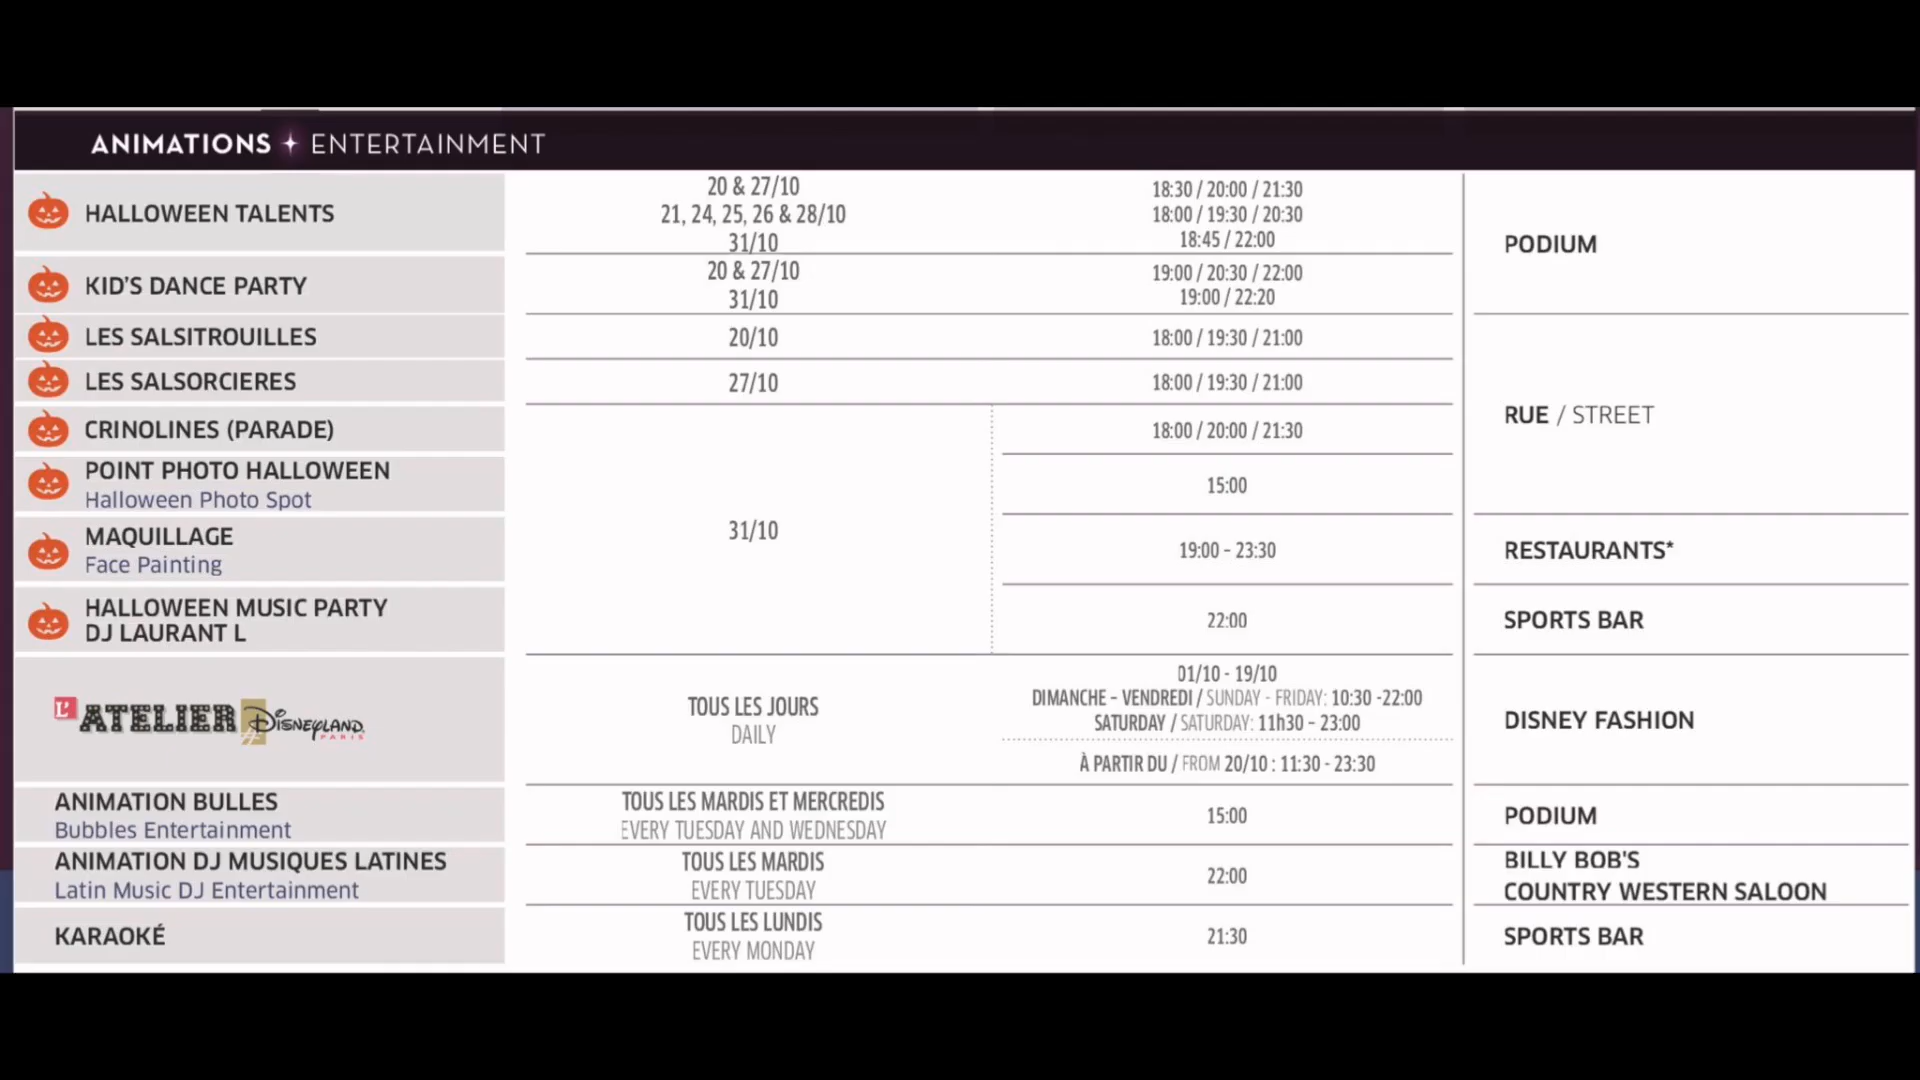 ANIMATIONS ✦ ENTERTAINMENT
HALLOWEEN TALENTS
20 & 27/10
18:30 / 20:00 / 21:30
21, 24, 25, 26 & 28/10
18:00 / 19:30 / 20:30
31/10
18:45 / 22:00
PODIUM
KID'S DANCE PARTY
20 & 27/10
19:00 / 20:30 / 22:00
31/10
19:00 / 22:20
LES SALSITROUILLES
20/10
18:00 / 19:30 / 21:00
LES SALSORCIERES
27/10
18:00 / 19:30 / 21:00
RUE / STREET
CRINOLINES (PARADE)
18:00 / 20:00 / 21:30
POINT PHOTO HALLOWEEN
Halloween Photo Spot
15:00
31/10
MAQUILLAGE
Face Painting
19:00 - 23:30
RESTAURANTS*
HALLOWEEN MUSIC PARTY
DJ LAURANT L
22:00
SPORTS BAR
L'ATELIER # DISNEYLAND
PARIS
TOUS LES JOURS
DAILY
01/10 - 19/10
DIMANCHE - VENDREDI / SUNDAY - FRIDAY: 10:30 -22:00
SATURDAY / SATURDAY: 11h30 - 23:00
À PARTIR DU / FROM 20/10 : 11:30 - 23:30
DISNEY FASHION
ANIMATION BULLES
Bubbles Entertainment
TOUS LES MARDIS ET MERCREDIS
EVERY TUESDAY AND WEDNESDAY
15:00
PODIUM
ANIMATION DJ MUSIQUES LATINES
Latin Music DJ Entertainment
TOUS LES MARDIS
EVERY TUESDAY
22:00
BILLY BOB'S
COUNTRY WESTERN SALOON
KARAOKÉ
TOUS LES LUNDIS
EVERY MONDAY
21:30
SPORTS BAR